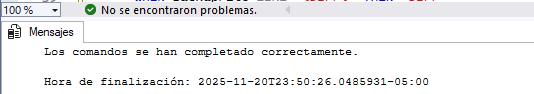 100 %
No se encontraron problemas.
Mensajes
Los comandos se han completado correctamente.
Hora de finalización: 2025-11-20T23:50:26.0485931-05:00